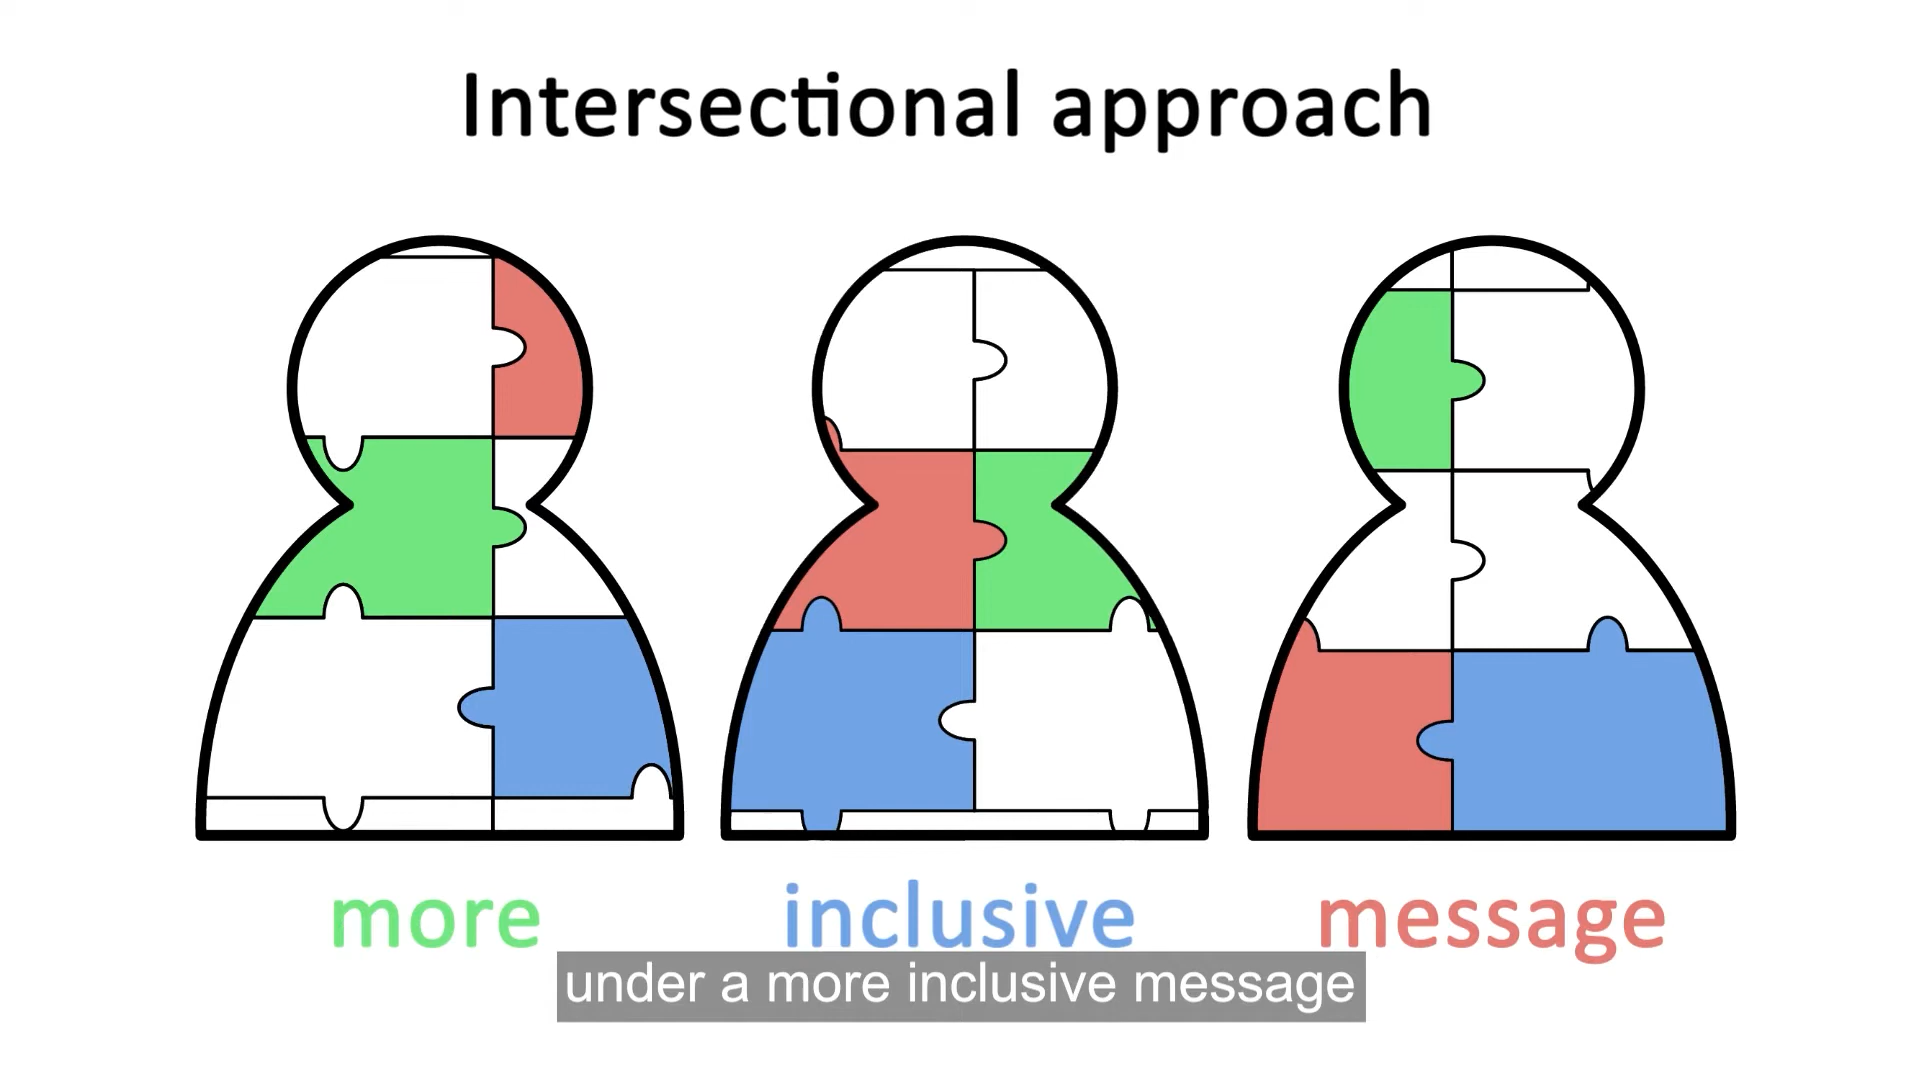 Intersectional approach
more inclusive message
under a more inclusive message